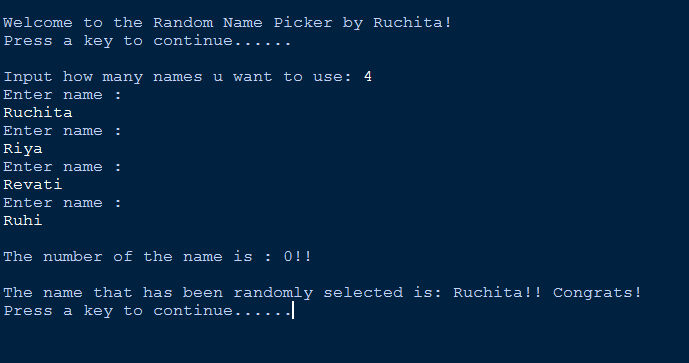 Welcome to the Random Name Picker by Ruchita!
Press a key to continue......
Input how many names u want to use: 4
Enter name :
Ruchita
Enter name :
Riya
Enter name :
Revati
Enter name :
Ruhi
The number of the name is : 0!!
The name that has been randomly selected is: Ruchita!! Congrats!
Press a key to continue......